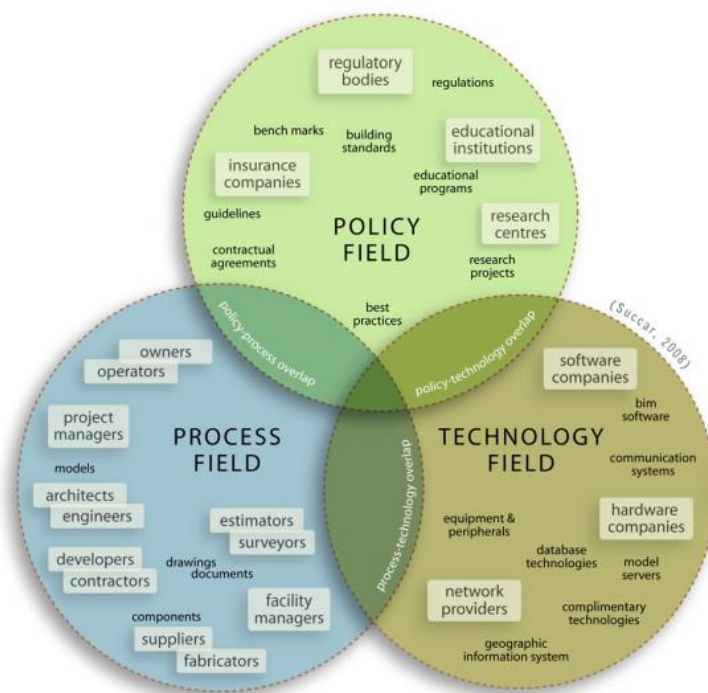 regulatory
bodies
regulations
bench marks
building
standards
educational
institutions
insurance
companies
educational
programs
guidelines
POLICY
FIELD
research
centres
contractual
agreements
research
projects
best
practices
policy-process overlap
policy-technology overlap
(Succar, 2008)
owners
operators
project
managers
PROCESS
FIELD
models
architects
engineers
estimators
surveyors
developers
contractors
drawings
documents
facility
managers
components
suppliers
fabricators
process-technology overlap
software
companies
bim
software
TECHNOLOGY
FIELD
communication
systems
hardware
companies
equipment &
peripherals
database
technologies
model
servers
network
providers
complimentary
technologies
geographic
information system